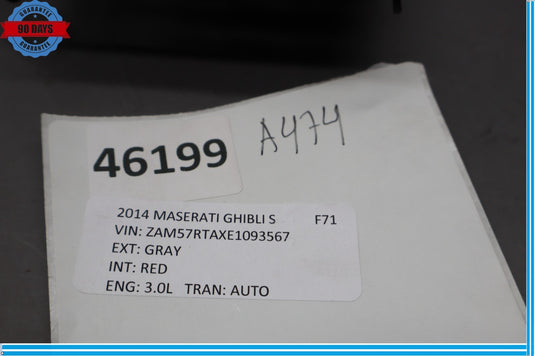 GUARANTEE
90 DAYS
GUARANTEE
46199
A474
2014 MASERATI GHIBLI S F71
VIN: ZAM57RTAXE1093567
EXT: GRAY
INT: RED
ENG: 3.0L TRAN: AUTO